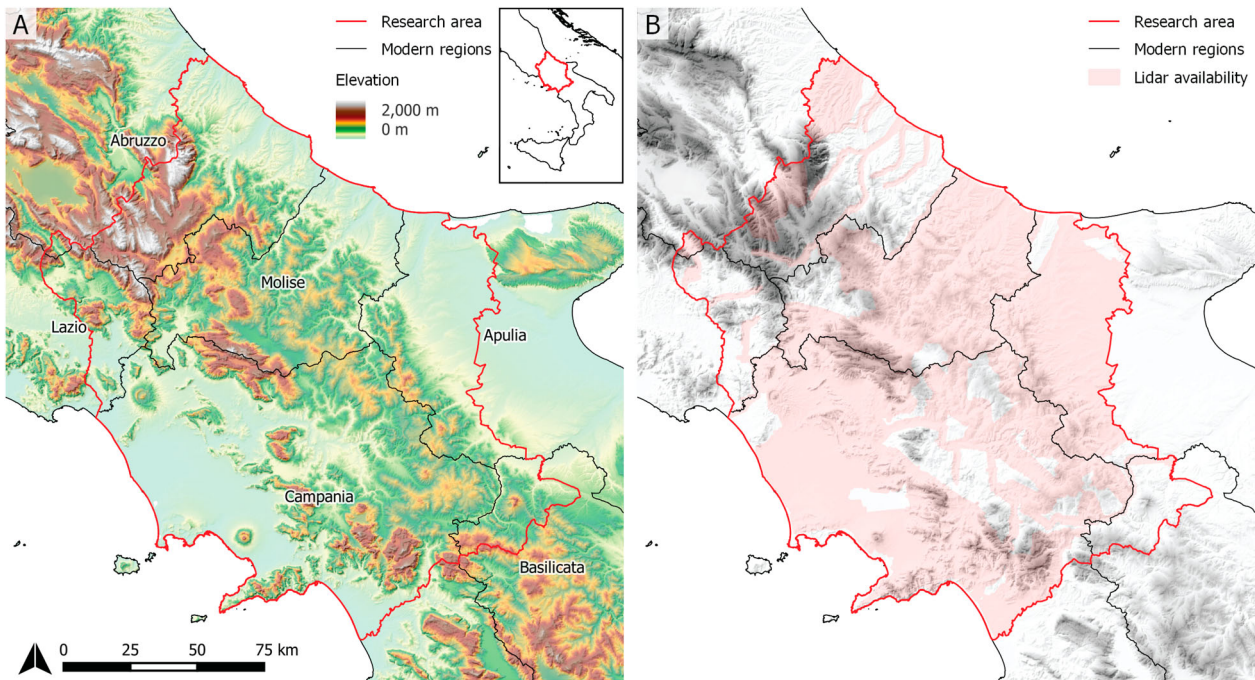 A
Research area
Modern regions
Elevation
2,000 m
0 m
Abruzzo
Molise
Lazio
Apulia
Campania
Basilicata
0 25 50 75 km
B
Research area
Modern regions
Lidar availability